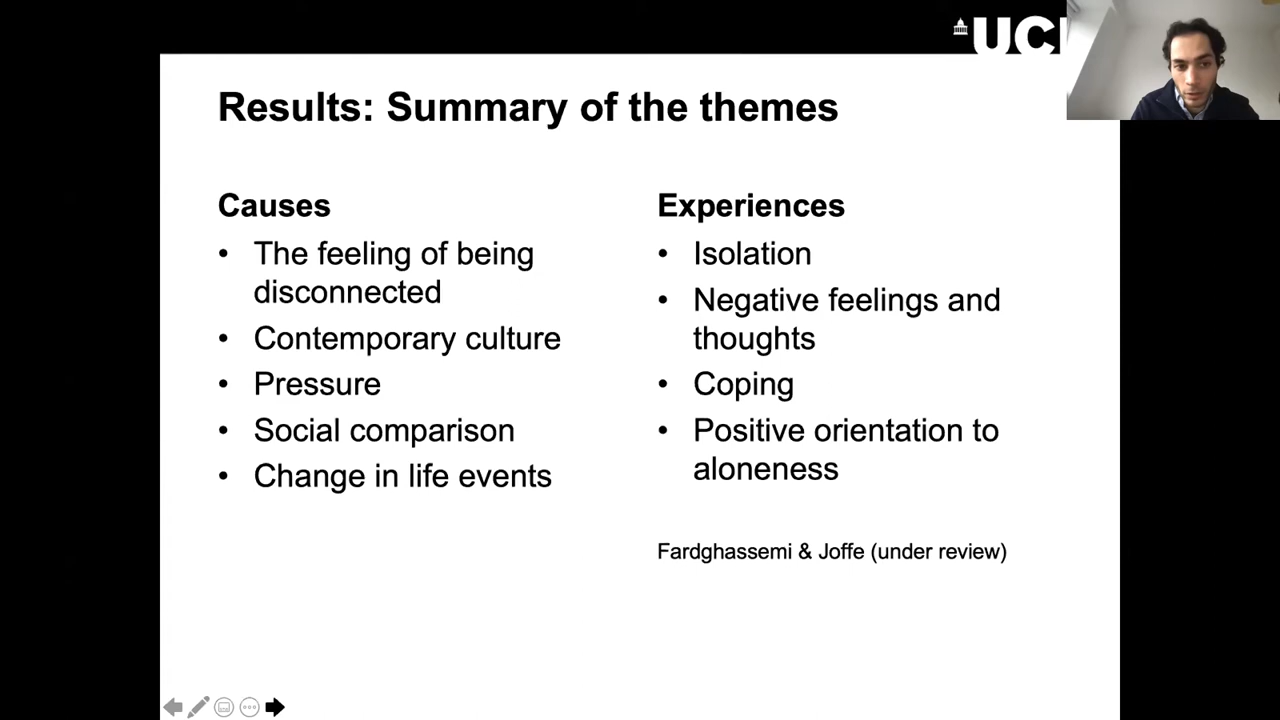 UCL
Results: Summary of the themes
Causes
• The feeling of being
disconnected
• Contemporary culture
• Pressure
• Social comparison
• Change in life events
Experiences
• Isolation
• Negative feelings and
thoughts
• Coping
• Positive orientation to
aloneness
Fardghassemi & Joffe (under review)